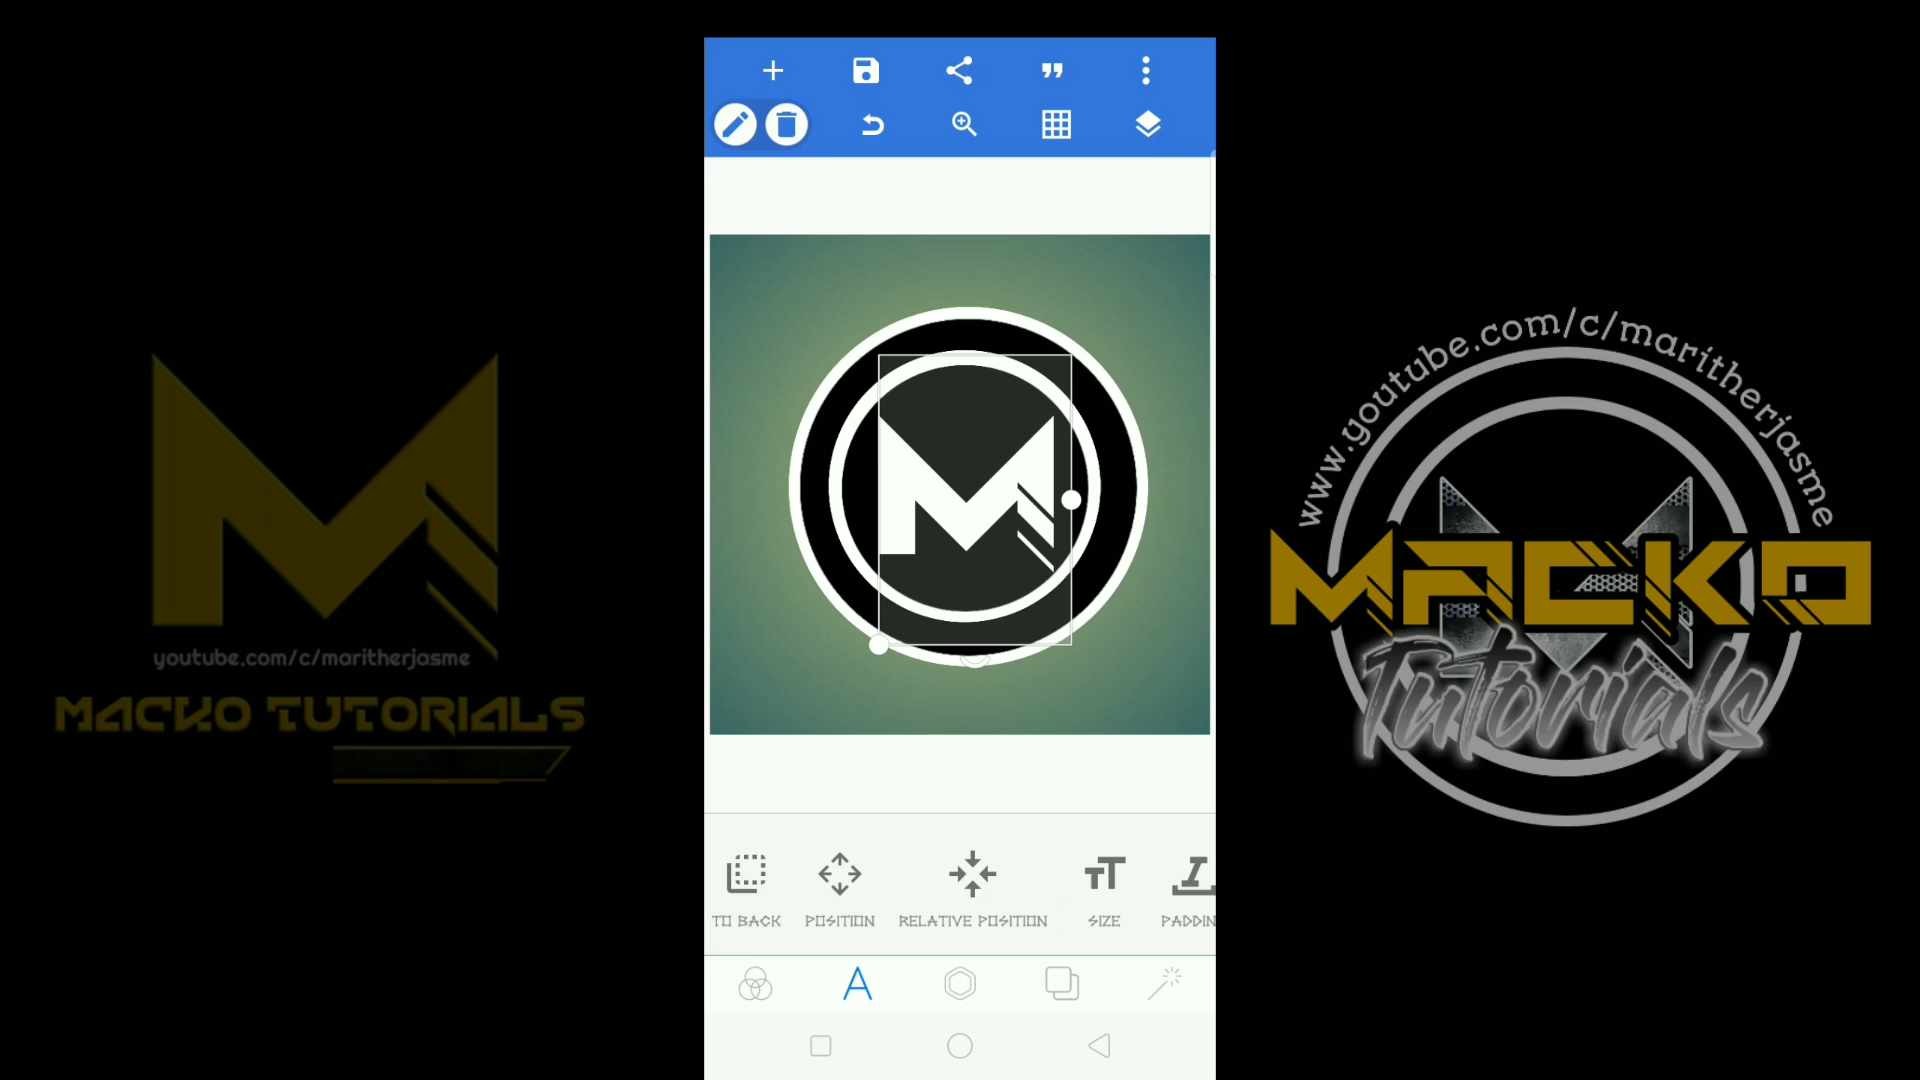 M
youtube.com/c/maritherjasme
MACKO TUTORIALS
M
TO BACK
POSITION
RELATIVE POSITION
SIZE
PADDIN
www.youtube.com/c/maritherjasme
M
MACKO
Tutorials